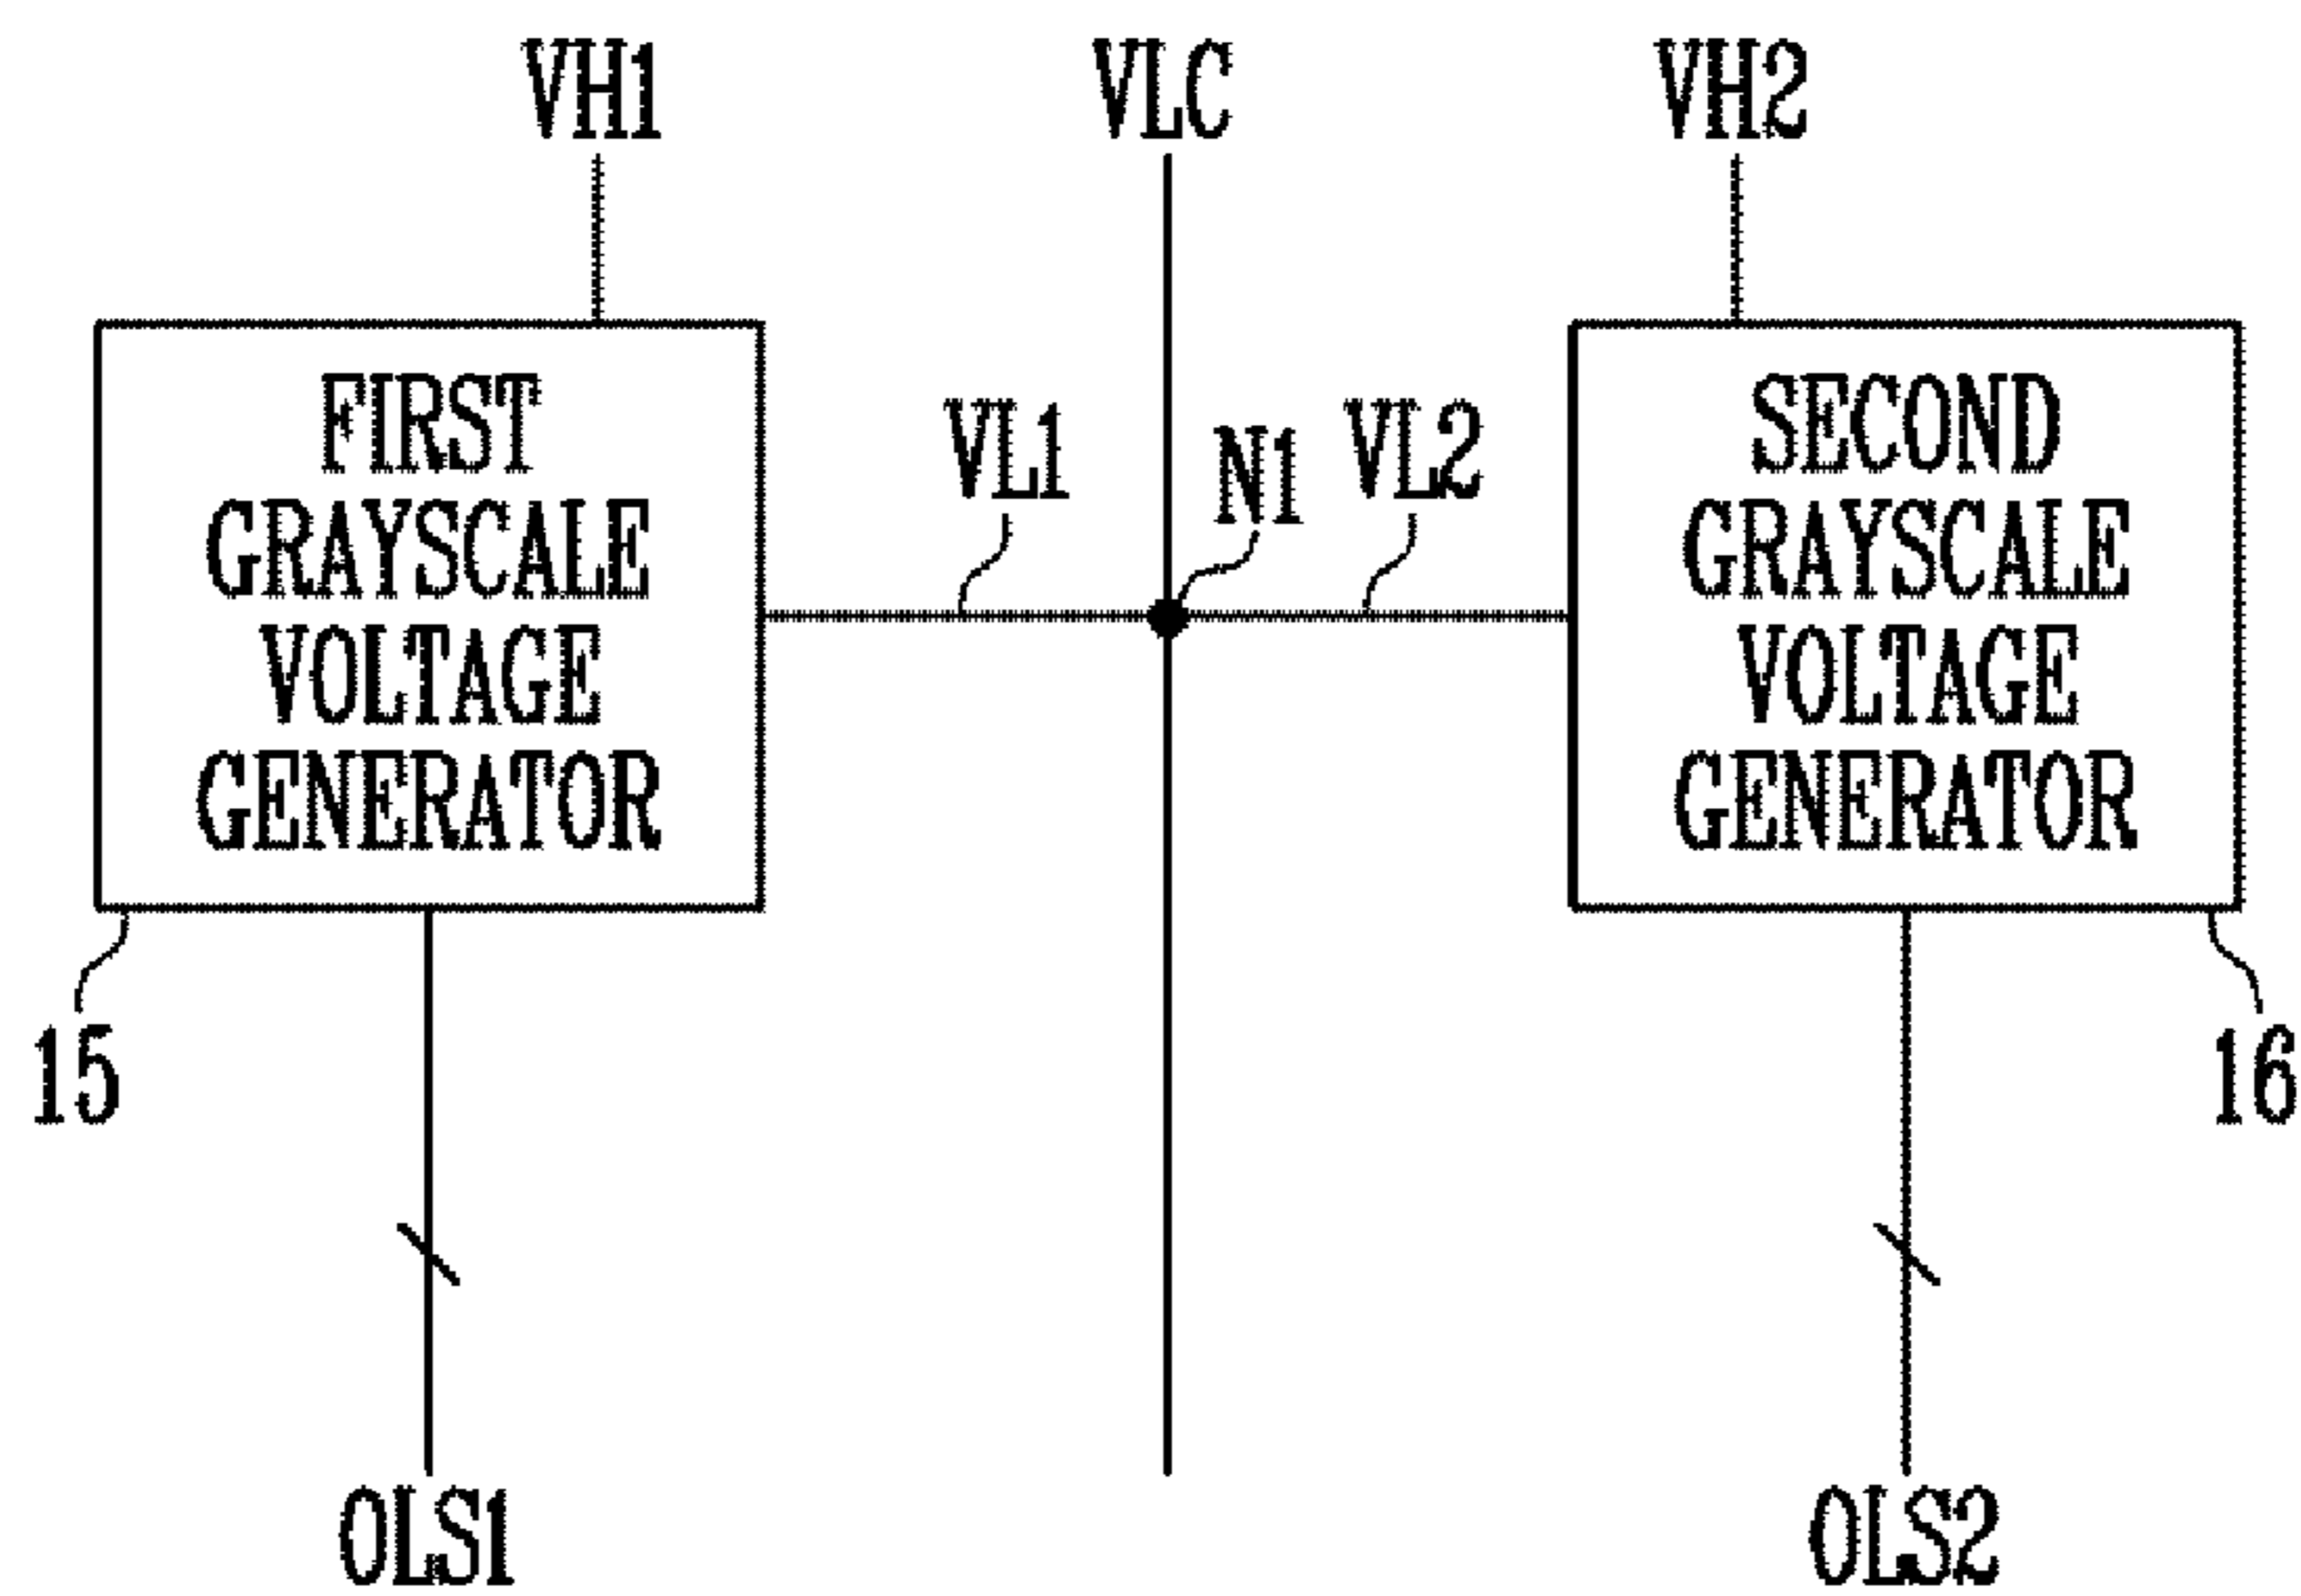 VH1
VLC
VH2
FIRST
GRAYSCALE
VOLTAGE
GENERATOR
VL1
N1
VL2
SECOND
GRAYSCALE
VOLTAGE
GENERATOR
15
16
OLS1
OLS2